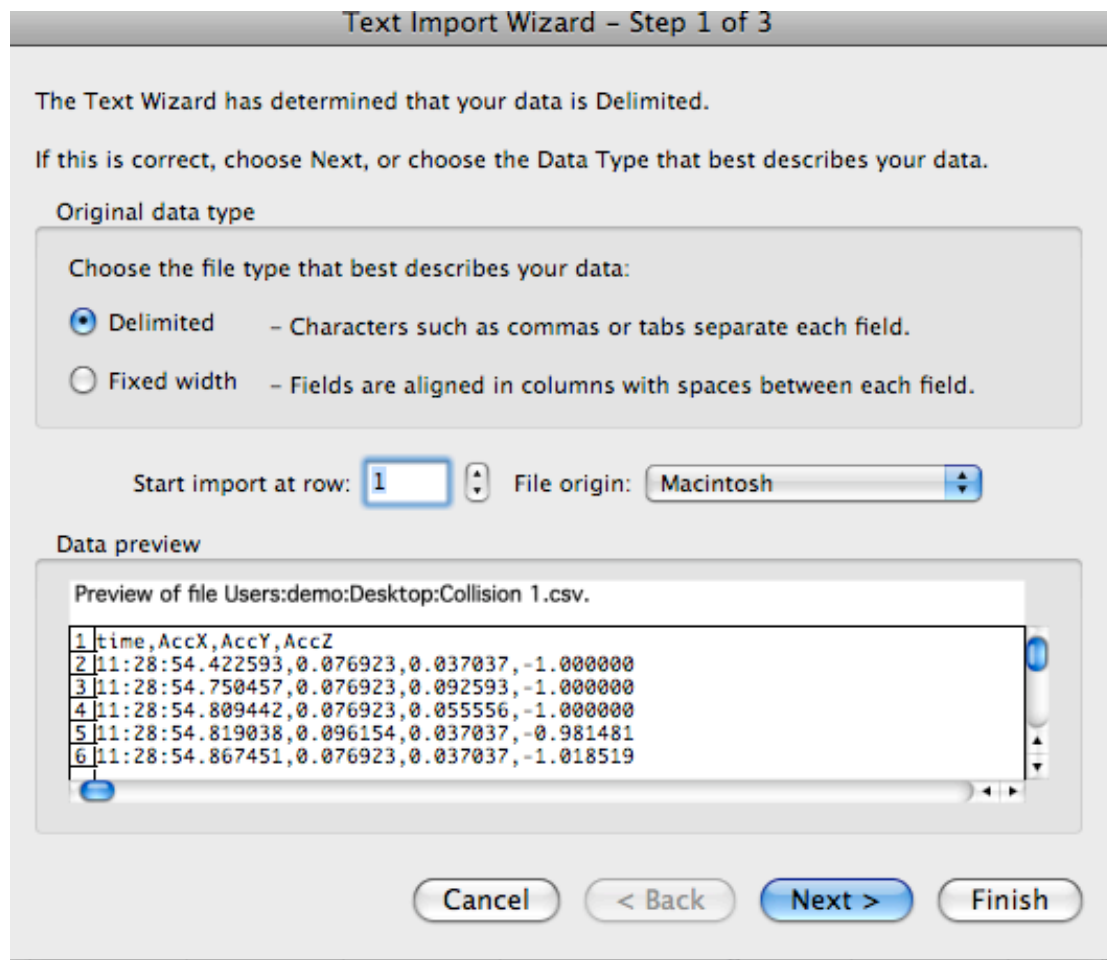 Text Import Wizard – Step 1 of 3
The Text Wizard has determined that your data is Delimited.
If this is correct, choose Next, or choose the Data Type that best describes your data.
Original data type
Choose the file type that best describes your data:
Delimited – Characters such as commas or tabs separate each field.
Fixed width – Fields are aligned in columns with spaces between each field.
Start import at row: 1 File origin: Macintosh
Data preview
Preview of file Users:demo:Desktop:Collision 1.csv.
1 time,AccX,AccY,AccZ
2 11:28:54.422593,0.076923,0.037037,-1.000000
3 11:28:54.750457,0.076923,0.092593,-1.000000
4 11:28:54.809442,0.076923,0.055556,-1.000000
5 11:28:54.819038,0.096154,0.037037,-0.981481
6 11:28:54.867451,0.076923,0.037037,-1.018519
Cancel < Back Next > Finish